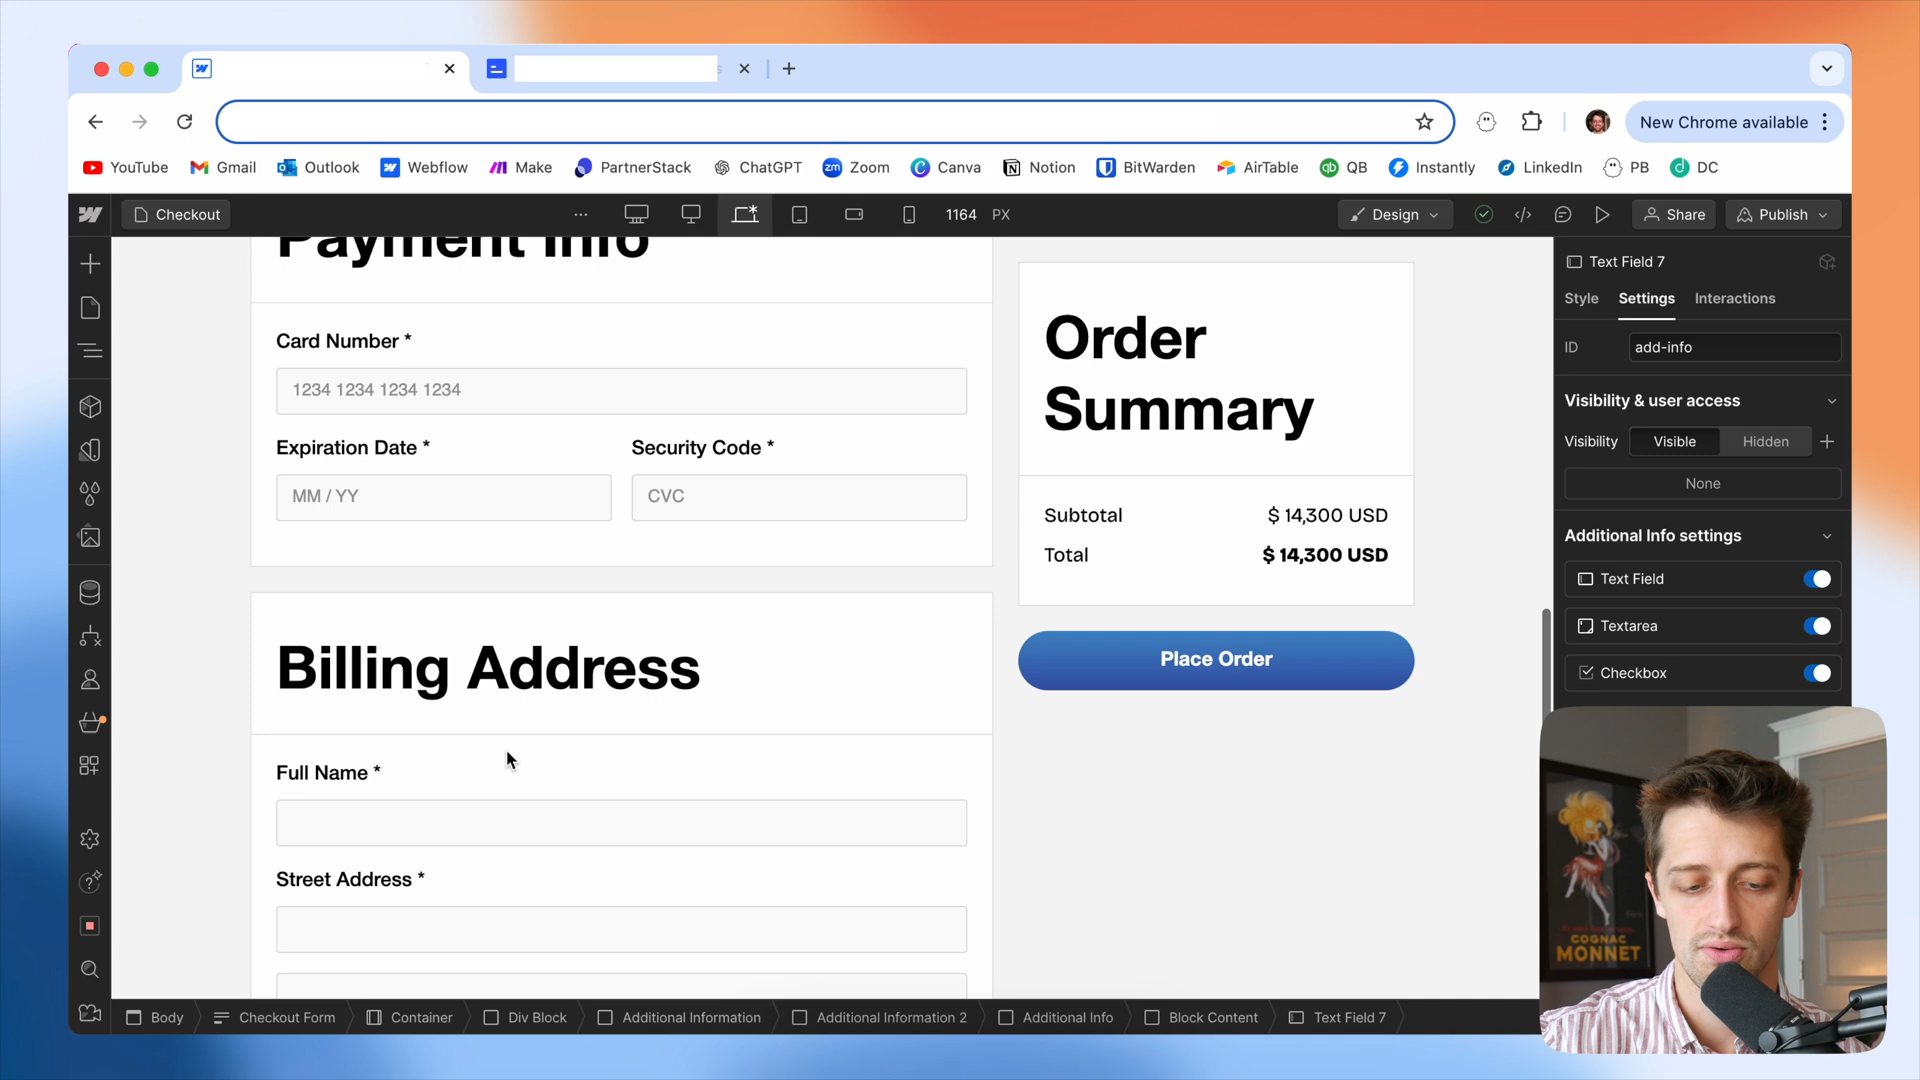 New Chrome available
YouTube Gmail Outlook Webflow Make PartnerStack ChatGPT Zoom Canva Notion BitWarden AirTable QB Instantly LinkedIn PB DC
Checkout 1164 PX Design Share Publish
Payment Info
Card Number *
1234 1234 1234 1234
Expiration Date * Security Code *
MM / YY CVC
Billing Address
Full Name *
Street Address *
Order
Summary
Subtotal $ 14,300 USD
Total $ 14,300 USD
Place Order
Text Field 7
Style Settings Interactions
ID add-info
Visibility & user access
Visibility Visible Hidden
None
Additional Info settings
Text Field
Textarea
Checkbox
COGNAC
MONNET
Body Checkout Form Container Div Block Additional Information Additional Information 2 Additional Info Block Content Text Field 7